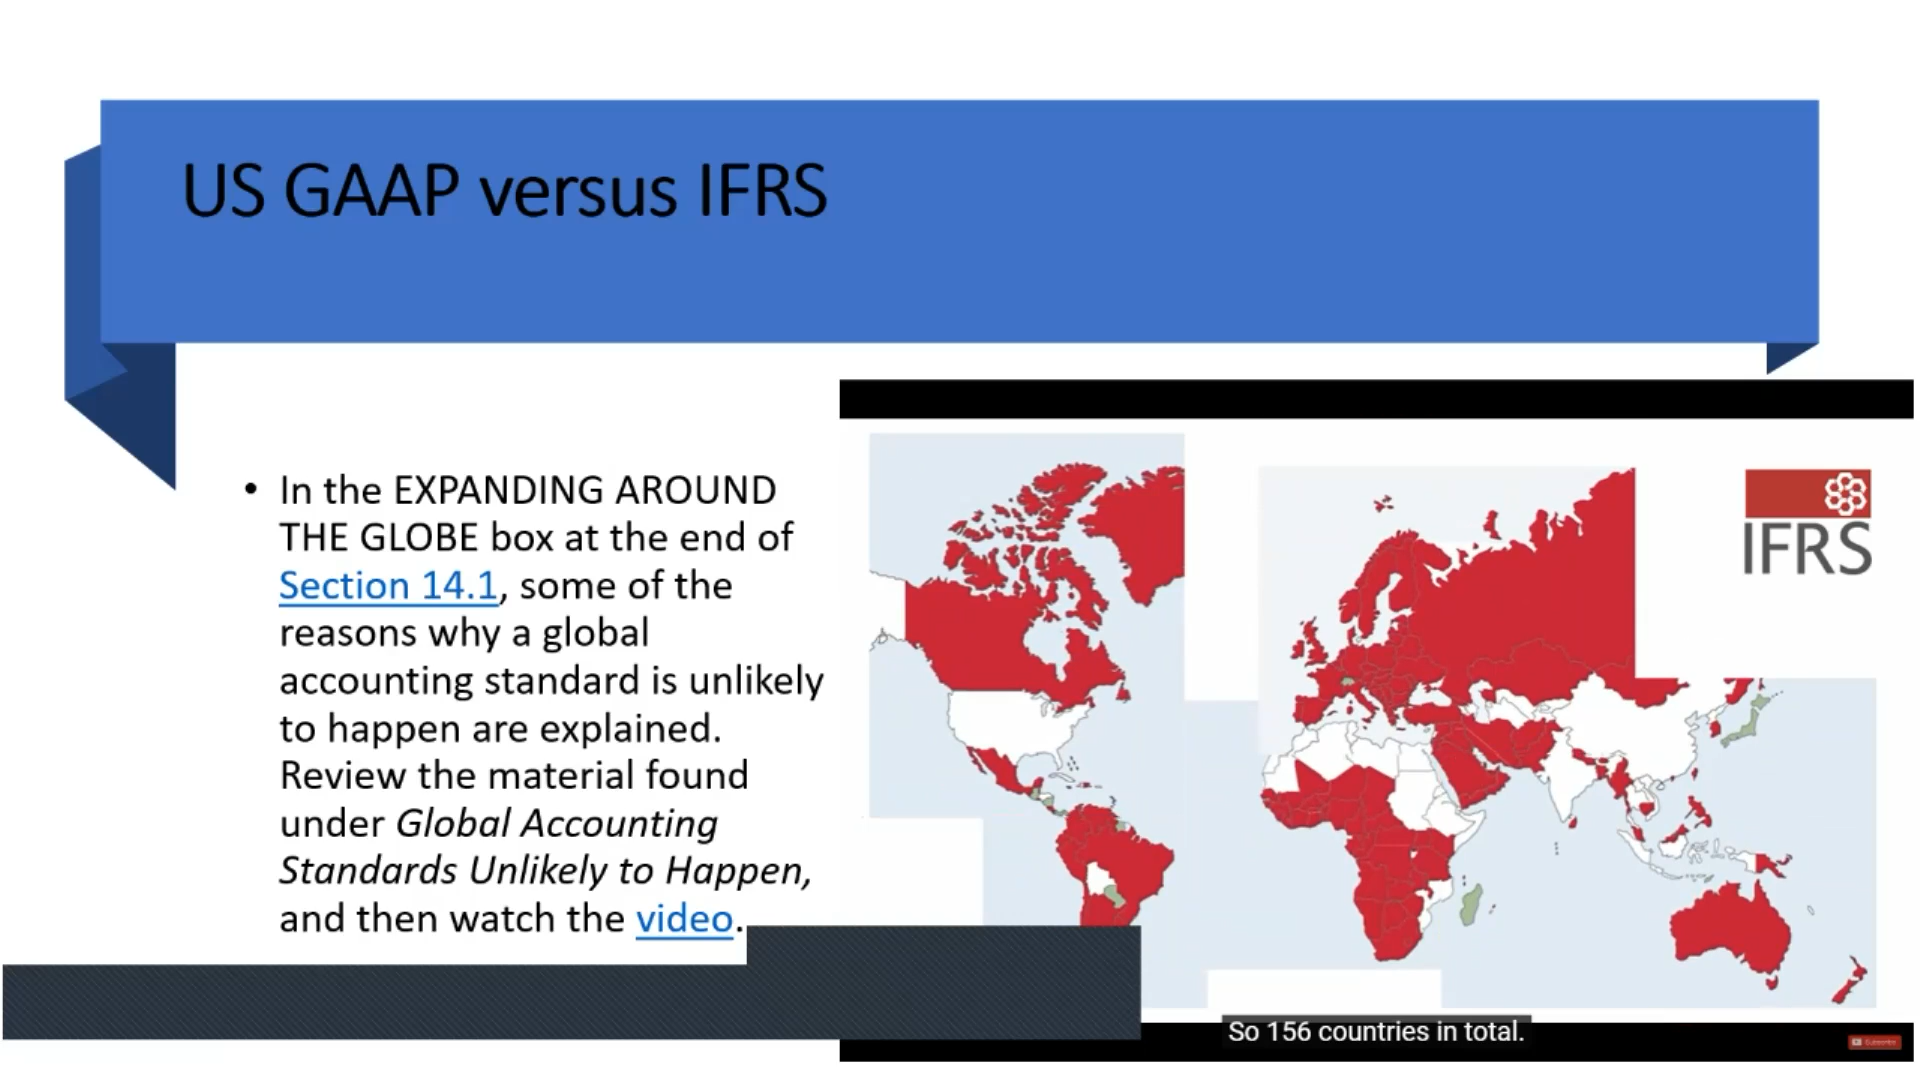 US GAAP versus IFRS
• In the EXPANDING AROUND
THE GLOBE box at the end of
Section 14.1, some of the
reasons why a global
accounting standard is unlikely
to happen are explained.
Review the material found
under Global Accounting
Standards Unlikely to Happen,
and then watch the video.
IFRS
So 156 countries in total.
Subscribe